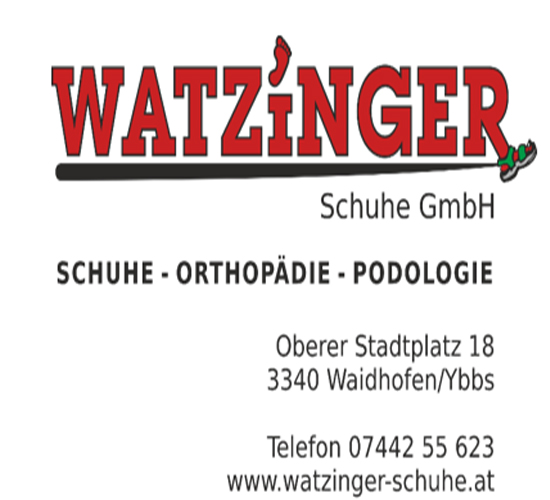 WATZiNGER
Schuhe GmbH
SCHUHE - ORTHOPÄDIE - PODOLOGIE
Oberer Stadtplatz 18
3340 Waidhofen/Ybbs
Telefon 07442 55 623
www.watzinger-schuhe.at